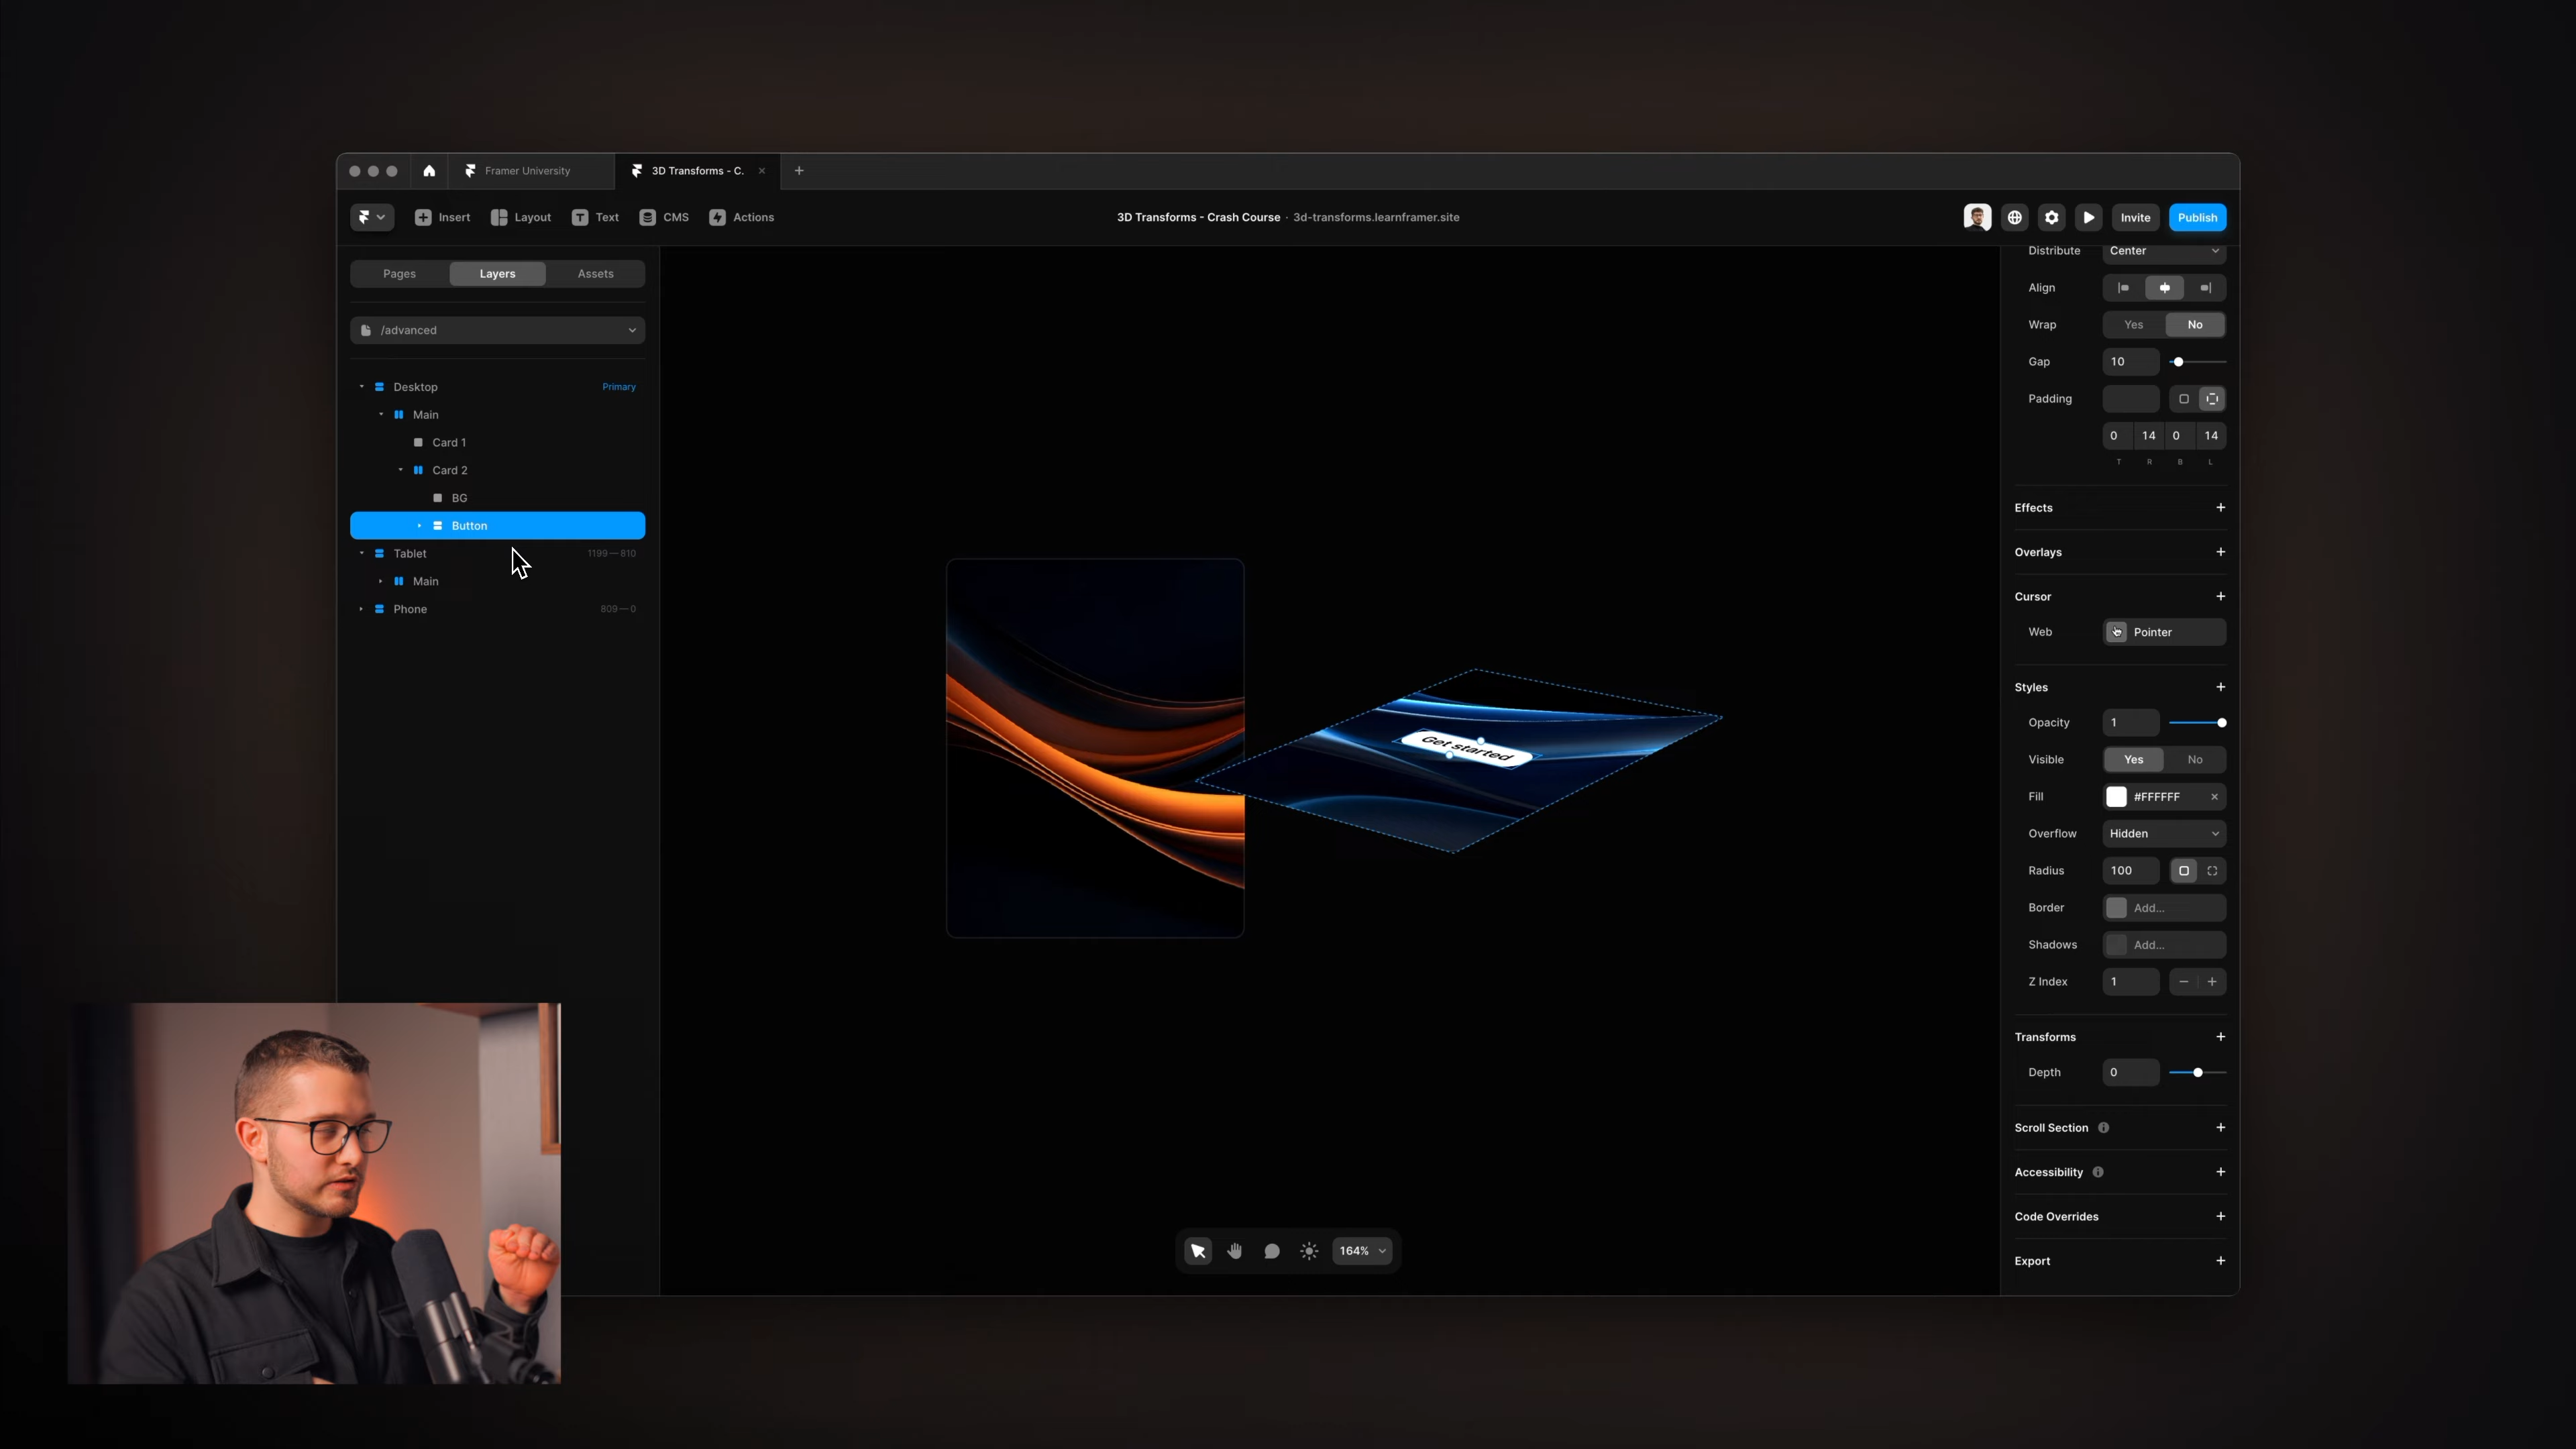 Framer University
3D Transforms - C.
Insert
Layout
Text
CMS
Actions
3D Transforms - Crash Course · 3d-transforms.learnframer.site
Invite
Publish
Pages
Layers
Assets
/advanced
Desktop
Primary
Main
Card 1
Card 2
BG
Button
Tablet
1199—810
Main
Phone
809—0
Get started
164%
Distribute
Center
Align
Wrap
Yes
No
Gap
10
Padding
0 14 0 14
T R B L
Effects
Overlays
Cursor
Web
Pointer
Styles
Opacity
1
Visible
Yes
No
Fill
#FFFFFF
Overflow
Hidden
Radius
100
Border
Add...
Shadows
Add...
Z Index
1
Transforms
Depth
0
Scroll Section
Accessibility
Code Overrides
Export